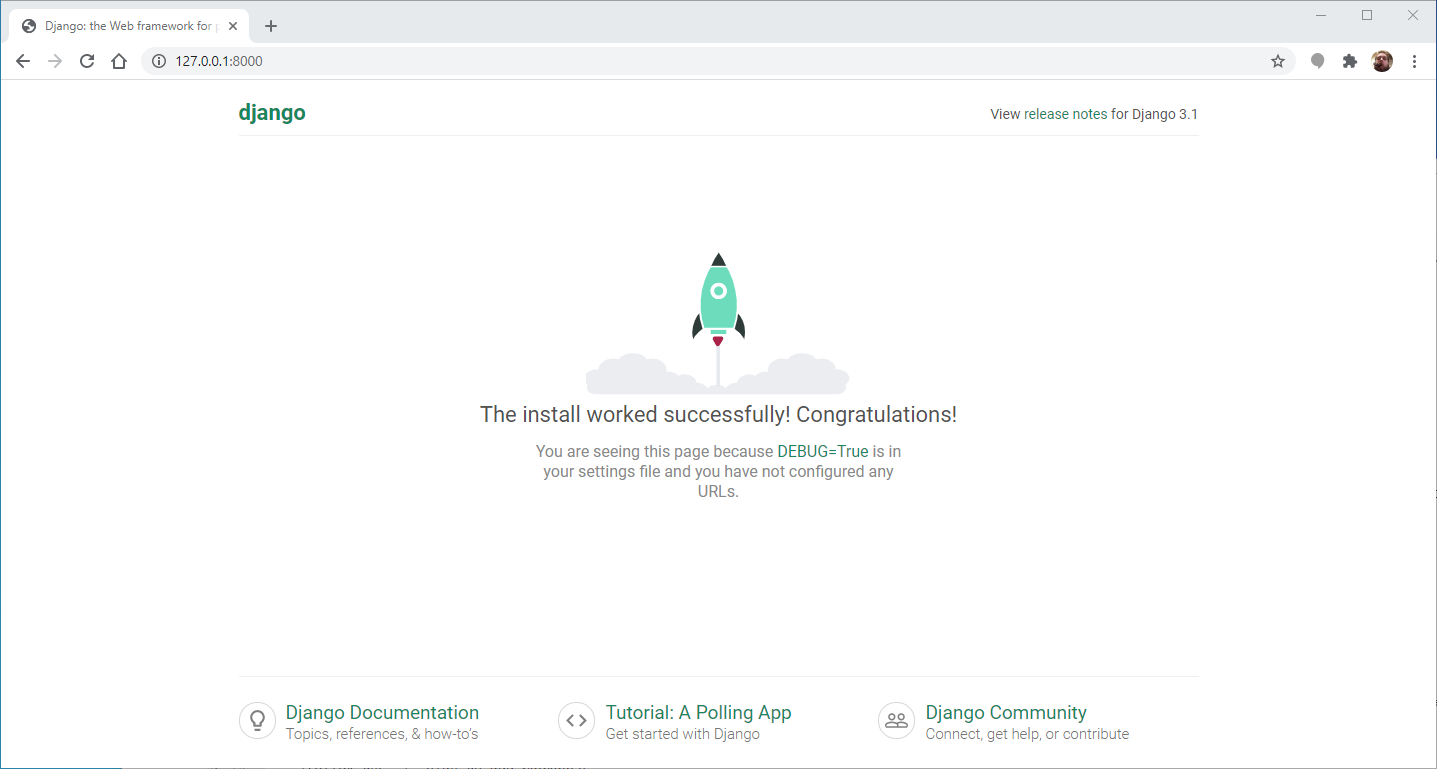 Django: the Web framework for p
127.0.0.1:8000
django
View release notes for Django 3.1
The install worked successfully! Congratulations!
You are seeing this page because DEBUG=True is in
your settings file and you have not configured any
URLs.
Django Documentation
Topics, references, & how-to's
Tutorial: A Polling App
Get started with Django
Django Community
Connect, get help, or contribute